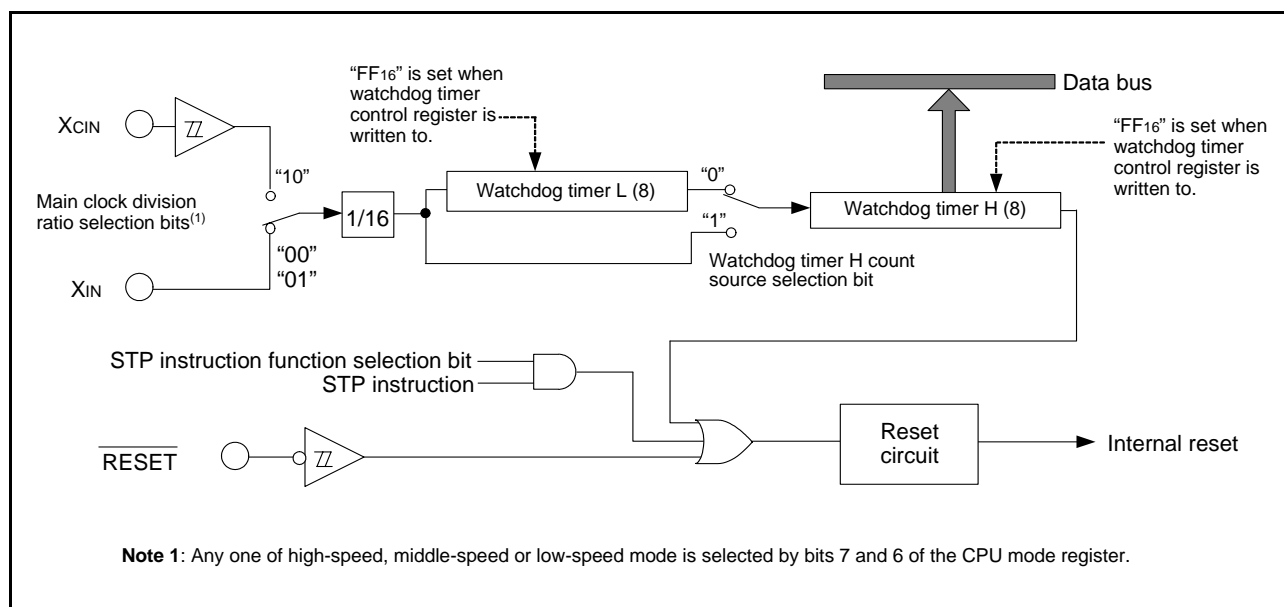 “FF16” is set when
watchdog timer
control register is
written to.
Data bus
“FF16” is set when
watchdog timer
control register is
written to.
XCIN
“10”
Main clock division
ratio selection bits(1)
1/16
Watchdog timer L (8)
“0”
Watchdog timer H (8)
“1”
“00”
“01”
Watchdog timer H count
source selection bit
XIN
STP instruction function selection bit
STP instruction
RESET
Reset
circuit
Internal reset
Note 1: Any one of high-speed, middle-speed or low-speed mode is selected by bits 7 and 6 of the CPU mode register.